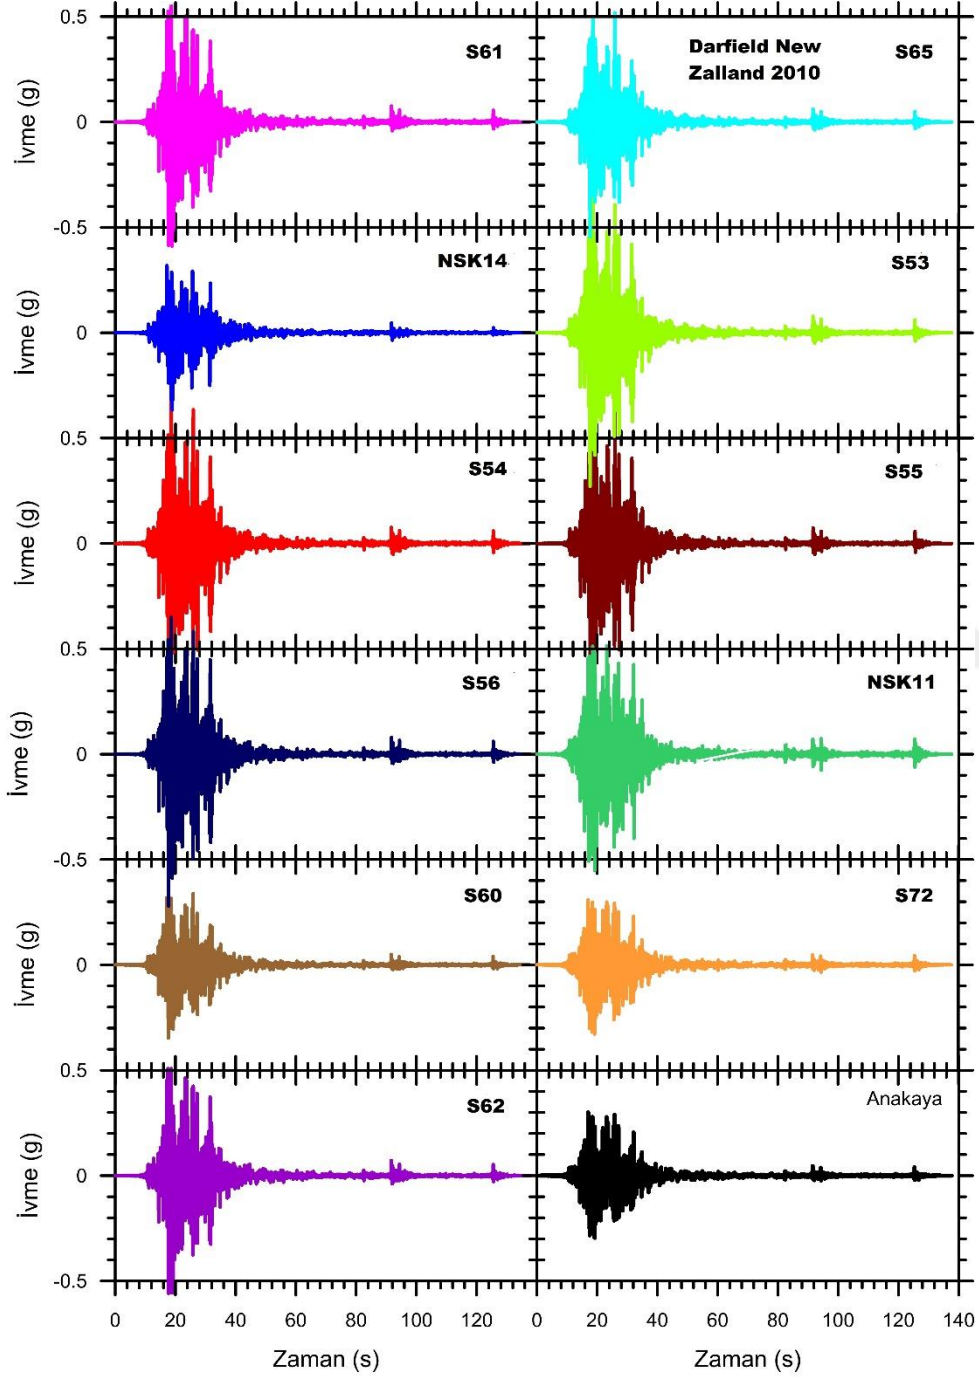 0.5
S61
Darfield New
Zalland 2010
S65
İvme (g)
0
-0.5
NSK14
S53
İvme (g)
0
0.5
S54
S55
İvme (g)
0
0.5
S56
NSK11
İvme (g)
0
-0.5
S60
S72
İvme (g)
0
0.5
S62
Anakaya
İvme (g)
0
-0.5
0 20 40 60 80 100 120 0 20 40 60 80 100 120 140
Zaman (s) Zaman (s)